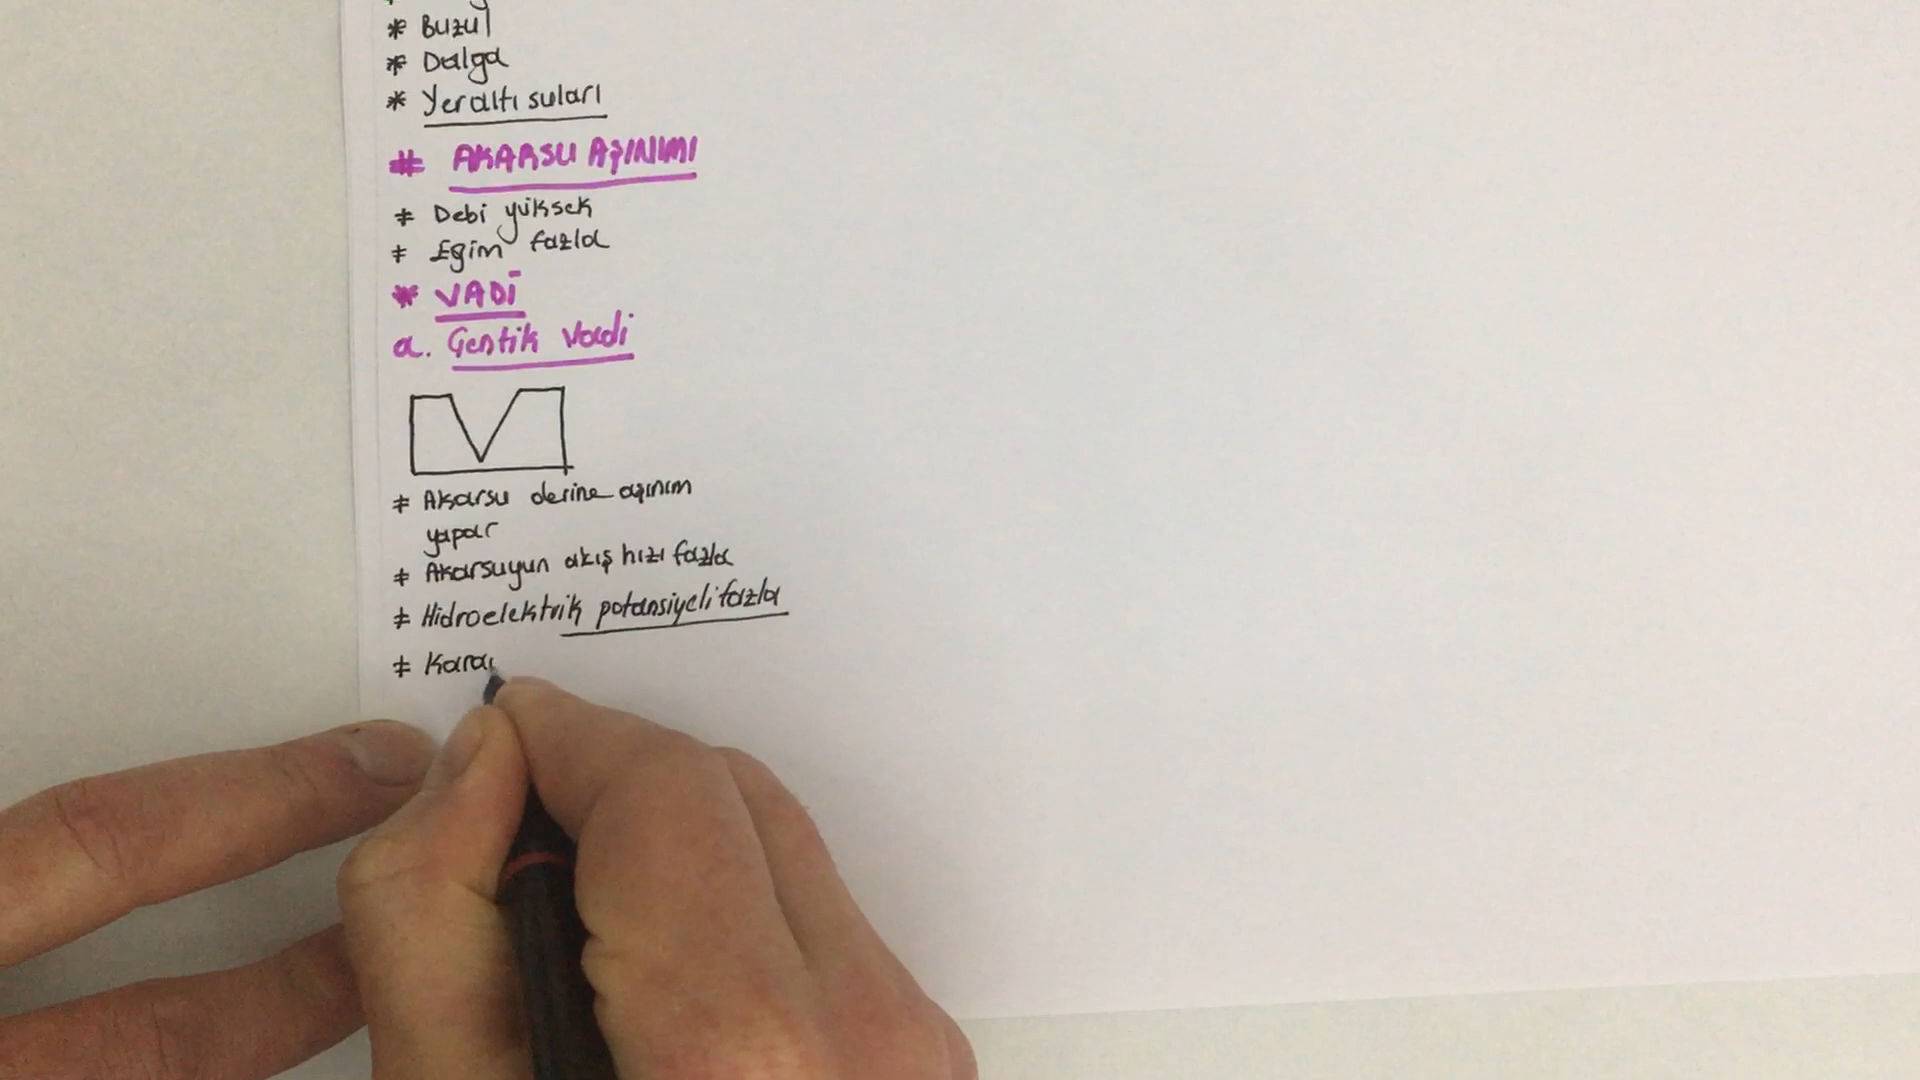 * Buzul
* Dalga
* Yeraltı suları
# AKARSU AŞINIMI
+ Debi yüksek
+ Eğim fazla
* VADİ
a. Çentik Vadi
+ Akarsu derine aşınım
yapar
+ Akarsuyun akış hızı fazla
+ Hidroelektrik potansiyeli fazla
+ Kara